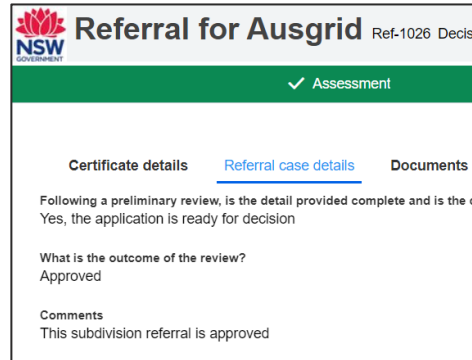 NSW
GOVERNMENT
Referral for Ausgrid Ref-1026
Assessment
Certificate details Referral case details Documents
Following a preliminary review, is the detail provided complete and is the
Yes, the application is ready for decision
What is the outcome of the review?
Approved
Comments
This subdivision referral is approved